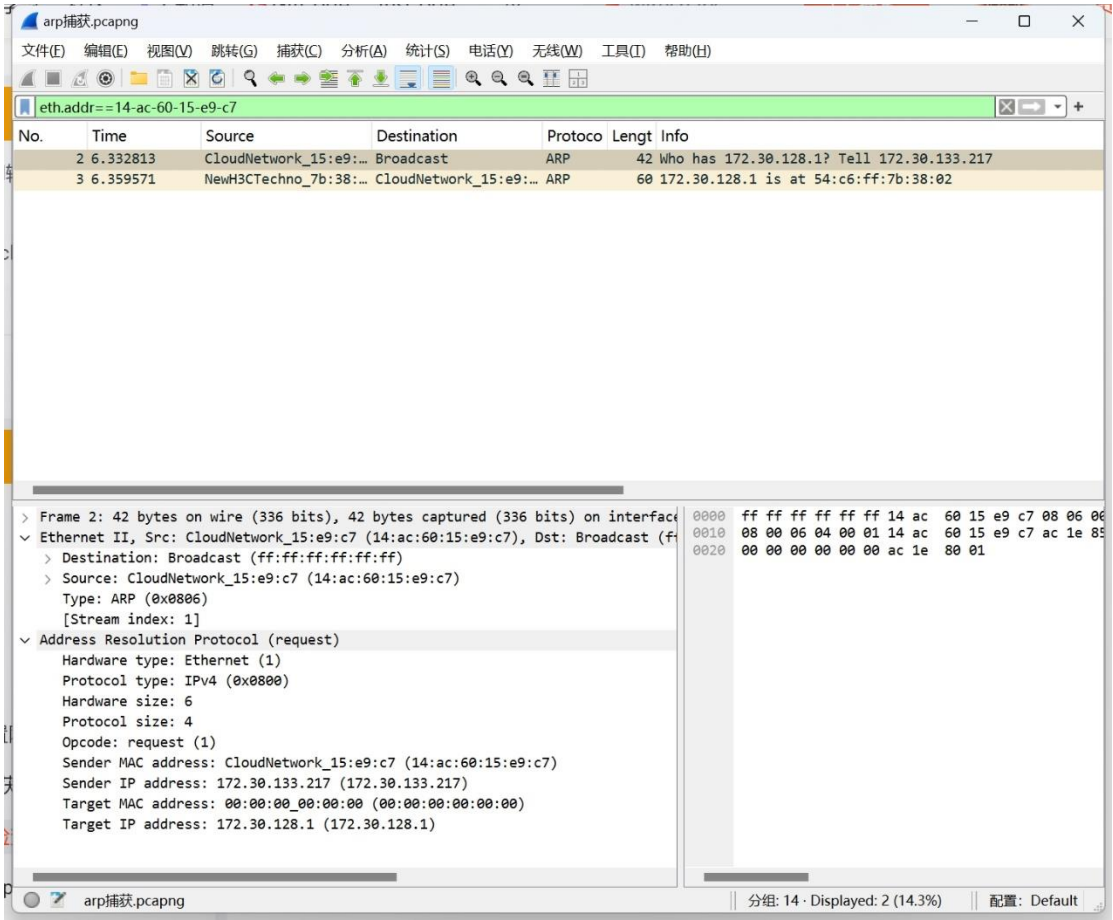 arp捕获.pcapng
文件(F) 编辑(E) 视图(V) 跳转(G) 捕获(C) 分析(A) 统计(S) 电话(Y) 无线(W) 工具(T) 帮助(H)
eth.addr==14-ac-60-15-e9-c7
No. Time Source Destination Protoco Lengt Info
2 6.332813 CloudNetwork_15:e9:… Broadcast ARP 42 Who has 172.30.128.1? Tell 172.30.133.217
3 6.359571 NewH3CTechno_7b:38:… CloudNetwork_15:e9:… ARP 60 172.30.128.1 is at 54:c6:ff:7b:38:02
Frame 2: 42 bytes on wire (336 bits), 42 bytes captured (336 bits) on interface
Ethernet II, Src: CloudNetwork_15:e9:c7 (14:ac:60:15:e9:c7), Dst: Broadcast (ff
Destination: Broadcast (ff:ff:ff:ff:ff:ff)
Source: CloudNetwork_15:e9:c7 (14:ac:60:15:e9:c7)
Type: ARP (0x0806)
[Stream index: 1]
Address Resolution Protocol (request)
Hardware type: Ethernet (1)
Protocol type: IPv4 (0x0800)
Hardware size: 6
Protocol size: 4
Opcode: request (1)
Sender MAC address: CloudNetwork_15:e9:c7 (14:ac:60:15:e9:c7)
Sender IP address: 172.30.133.217 (172.30.133.217)
Target MAC address: 00:00:00_00:00:00 (00:00:00:00:00:00)
Target IP address: 172.30.128.1 (172.30.128.1)
0000 ff ff ff ff ff ff 14 ac 60 15 e9 c7 08 06 00
0010 08 00 06 04 00 01 14 ac 60 15 e9 c7 ac 1e 85
0020 00 00 00 00 00 00 ac 1e 80 01
arp捕获.pcapng
分组: 14 · Displayed: 2 (14.3%)
配置: Default